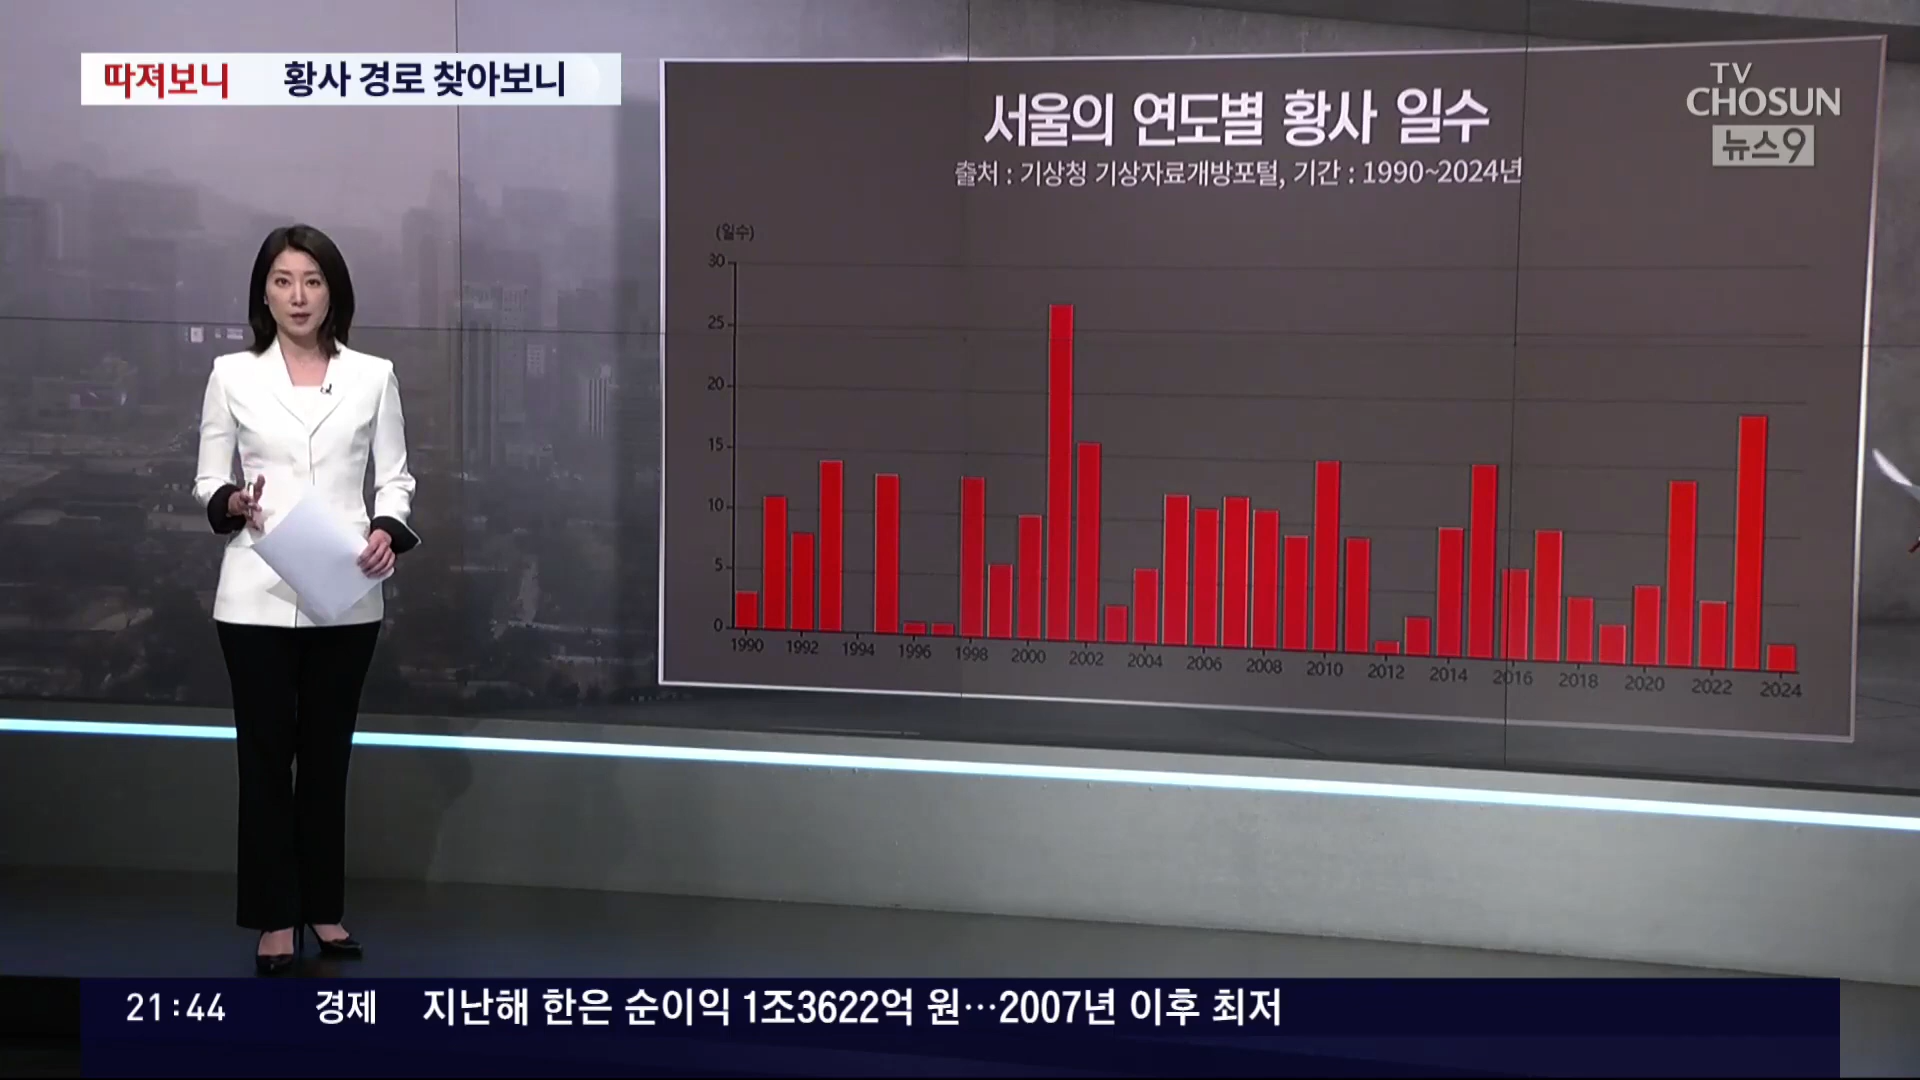 따져보니 황사 경로 찾아보니
TV
CHOSUN
뉴스9
서울의 연도별 황사 일수
출처 : 기상청 기상자료개방포털, 기간 : 1990~2024년
(일수)
30
25
20
15
10
5
0
1990 1992 1994 1996 1998 2000 2002 2004 2006 2008 2010 2012 2014 2016 2018 2020 2022 2024
21:44 경제 지난해 한은 순이익 1조3622억 원…2007년 이후 최저